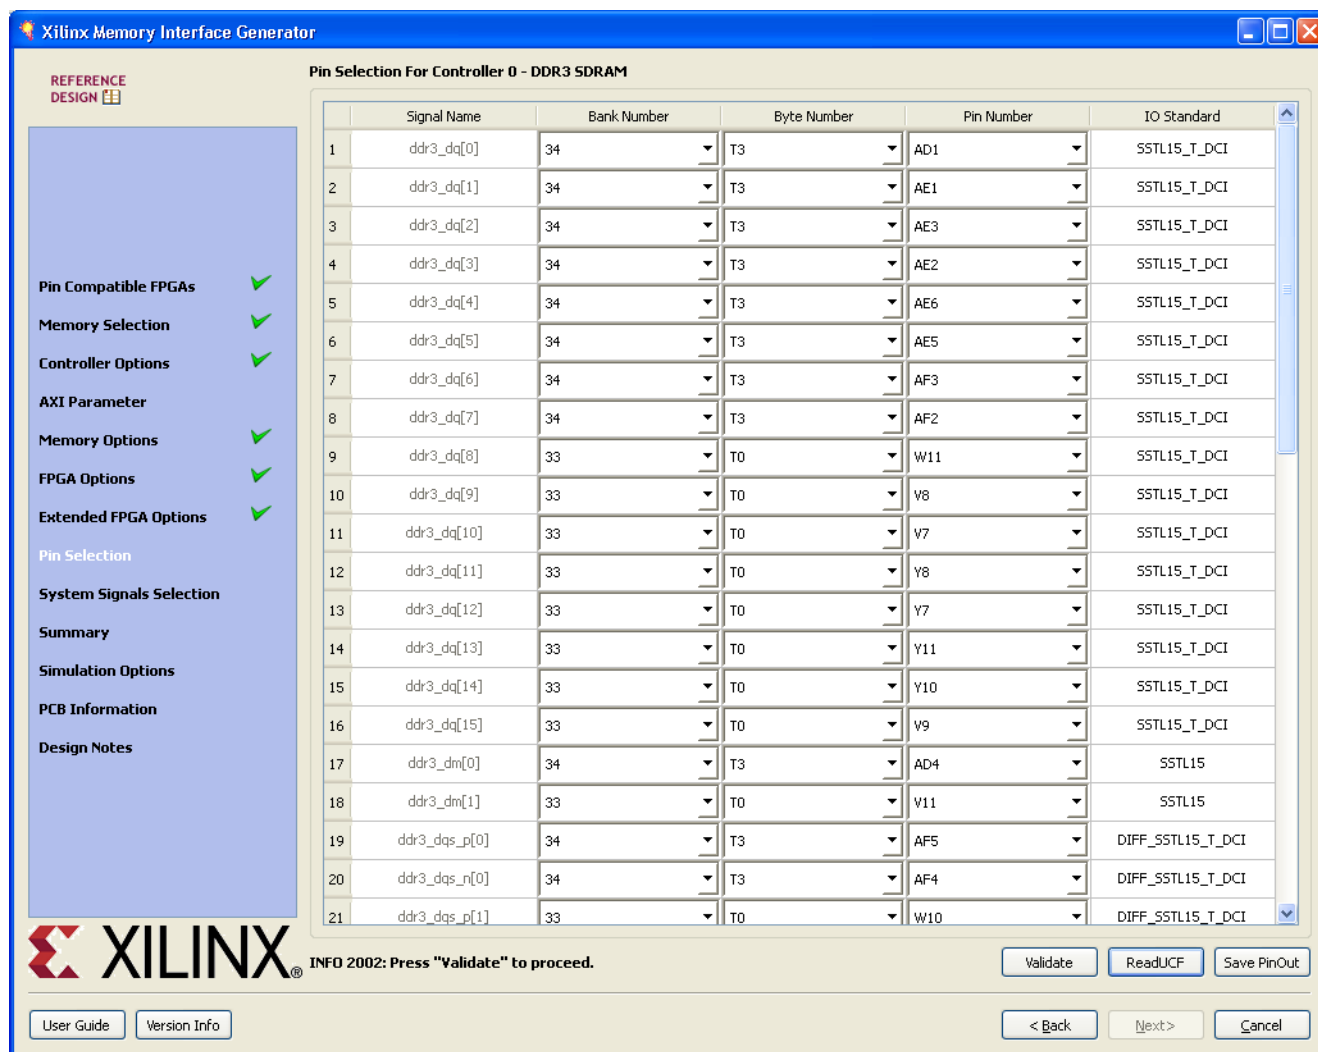 Xilinx Memory Interface Generator
REFERENCE
DESIGN
Pin Compatible FPGAs
Memory Selection
Controller Options
AXI Parameter
Memory Options
FPGA Options
Extended FPGA Options
Pin Selection
System Signals Selection
Summary
Simulation Options
PCB Information
Design Notes
XILINX®
Pin Selection For Controller 0 - DDR3 SDRAM
Signal Name Bank Number Byte Number Pin Number IO Standard
1 ddr3_dq[0] 34 T3 AD1 SSTL15_T_DCI
2 ddr3_dq[1] 34 T3 AE1 SSTL15_T_DCI
3 ddr3_dq[2] 34 T3 AE3 SSTL15_T_DCI
4 ddr3_dq[3] 34 T3 AE2 SSTL15_T_DCI
5 ddr3_dq[4] 34 T3 AE6 SSTL15_T_DCI
6 ddr3_dq[5] 34 T3 AE5 SSTL15_T_DCI
7 ddr3_dq[6] 34 T3 AF3 SSTL15_T_DCI
8 ddr3_dq[7] 34 T3 AF2 SSTL15_T_DCI
9 ddr3_dq[8] 33 T0 W11 SSTL15_T_DCI
10 ddr3_dq[9] 33 T0 V8 SSTL15_T_DCI
11 ddr3_dq[10] 33 T0 V7 SSTL15_T_DCI
12 ddr3_dq[11] 33 T0 Y8 SSTL15_T_DCI
13 ddr3_dq[12] 33 T0 Y7 SSTL15_T_DCI
14 ddr3_dq[13] 33 T0 Y11 SSTL15_T_DCI
15 ddr3_dq[14] 33 T0 Y10 SSTL15_T_DCI
16 ddr3_dq[15] 33 T0 V9 SSTL15_T_DCI
17 ddr3_dm[0] 34 T3 AD4 SSTL15
18 ddr3_dm[1] 33 T0 V11 SSTL15
19 ddr3_dqs_p[0] 34 T3 AF5 DIFF_SSTL15_T_DCI
20 ddr3_dqs_n[0] 34 T3 AF4 DIFF_SSTL15_T_DCI
21 ddr3_dqs_p[1] 33 T0 W10 DIFF_SSTL15_T_DCI
INFO 2002: Press "Validate" to proceed.
Validate ReadUCF Save PinOut
User Guide Version Info < Back Next> Cancel